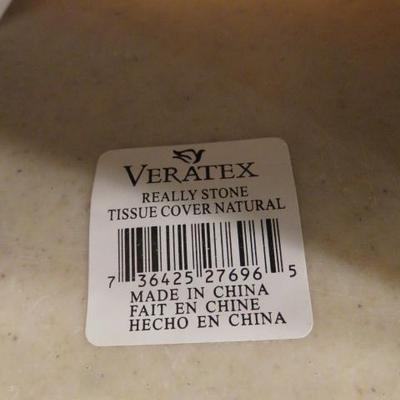 VERATEX
REALLY STONE
TISSUE COVER NATURAL
7 36425 27696 5
MADE IN CHINA
FAIT EN CHINE
HECHO EN CHINA